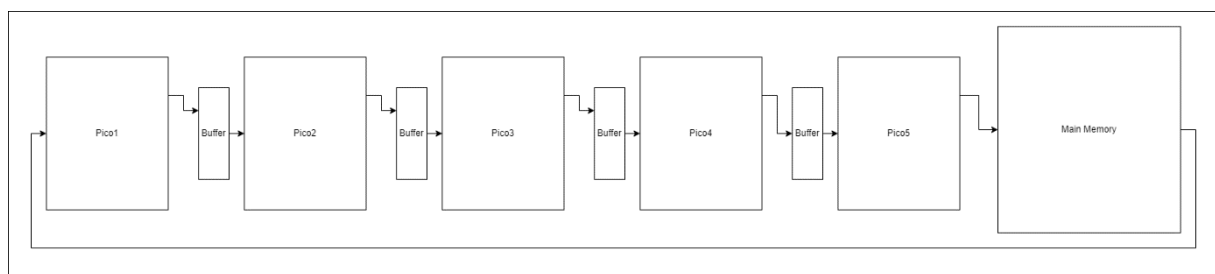 Pico1
Buffer
Pico2
Buffer
Pico3
Buffer
Pico4
Buffer
Pico5
Main Memory